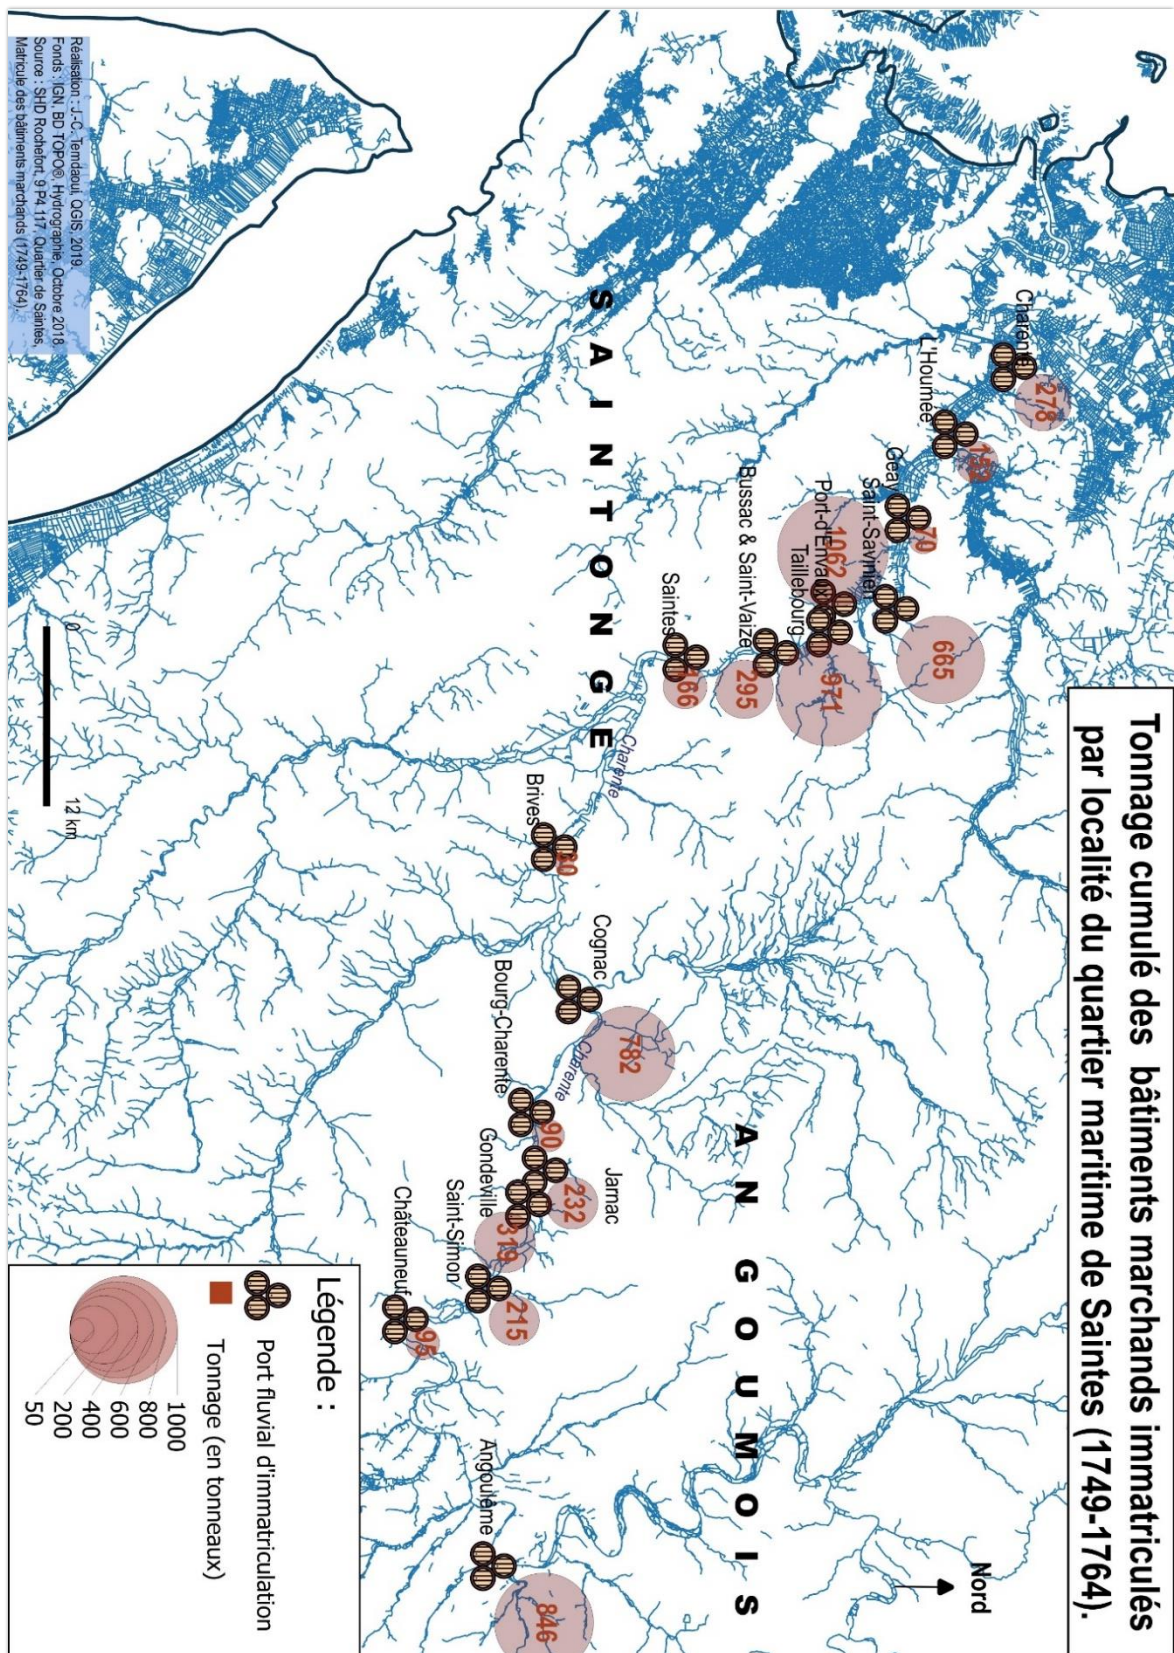 Tonnage cumulé des bâtiments marchands immatriculés
par localité du quartier maritime de Saintes (1749-1764).
Nord
Charente
278
L'Houmée
Geay
70
Saint-Savinien
665
Port-d'Envaux
1062
Taillebourg
971
Bussac & Saint-Vaize
295
Saintes
166
SAINTONGE
Charente
Brives
Cognac
782
Charente
Bourg-Charente
90
Jarnac
232
Gondeville
319
Saint-Simon
215
Châteauneuf
95
ANGOUMOIS
Angoulême
846
Légende :
Port fluvial d'immatriculation
Tonnage (en tonneaux)
1000
800
600
400
200
50
0
12 km
Réalisation : J.-C. Temdaoui, QGIS, 2019
Fonds : IGN, BD TOPO®, Hydrographie, Octobre 2018
Source : SHD Rochefort, 9 P4 117, Quartier de Saintes,
Matricule des bâtiments marchands (1749-1764).